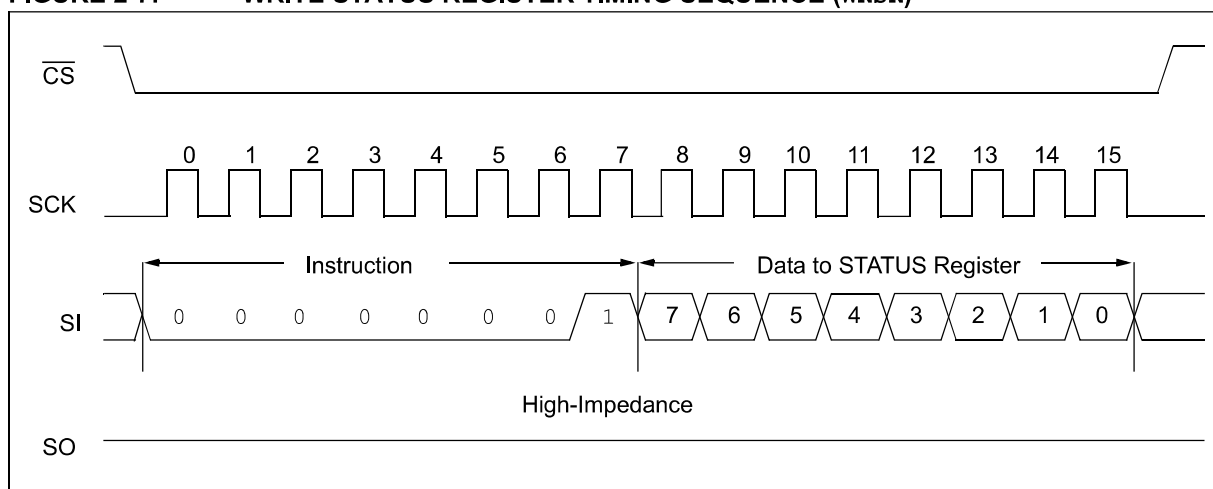 WRITE STATUS REGISTER TIMING SEQUENCE
CS
0 1 2 3 4 5 6 7 8 9 10 11 12 13 14 15
SCK
Instruction Data to STATUS Register
SI 0 0 0 0 0 0 0 1 7 6 5 4 3 2 1 0
High-Impedance
SO